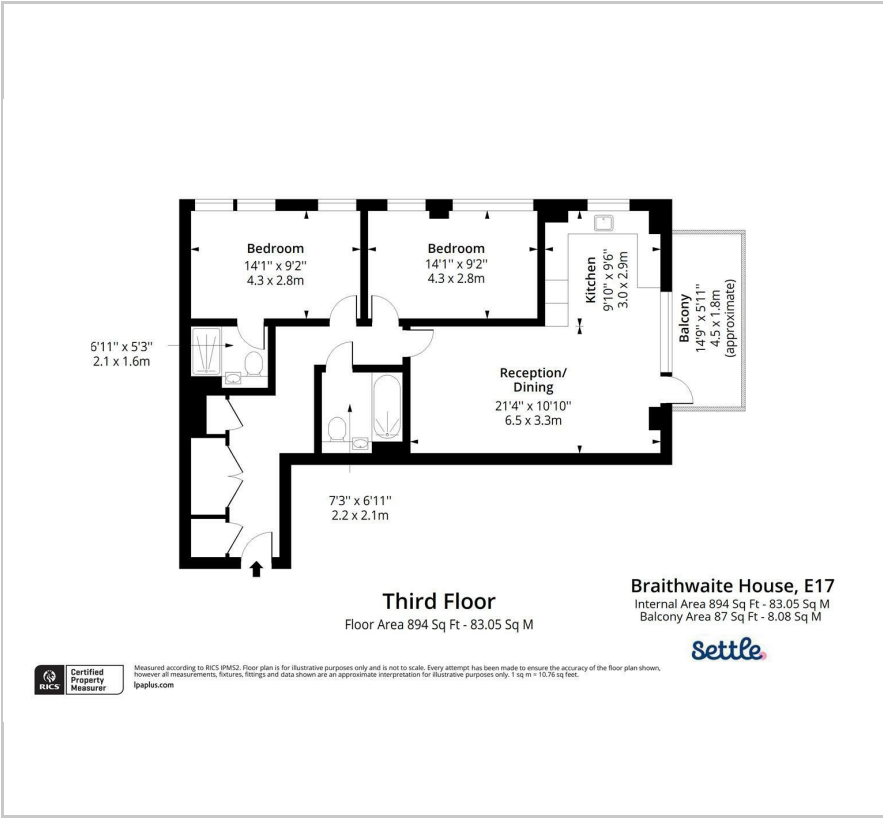 Bedroom
14'1" x 9'2"
4.3 x 2.8m
Bedroom
14'1" x 9'2"
4.3 x 2.8m
Kitchen
9'10" x 9'6"
3.0 x 2.9m
Balcony
14'9" x 5'11"
4.5 x 1.8m
(approximate)
6'11" x 5'3"
2.1 x 1.6m
Reception/
Dining
21'4" x 10'10"
6.5 x 3.3m
7'3" x 6'11"
2.2 x 2.1m
Third Floor
Floor Area 894 Sq Ft - 83.05 Sq M
Braithwaite House, E17
Internal Area 894 Sq Ft - 83.05 Sq M
Balcony Area 87 Sq Ft - 8.08 Sq M
Settle
RICS
Certified
Property
Measurer
Measured according to RICS IPMS2. Floor plan is for illustrative purposes only and is not to scale. Every attempt has been made to ensure the accuracy of the floor plan shown,
however all measurements, fixtures, fittings and data shown are an approximate interpretation for illustrative purposes only. 1 sq m = 10.76 sq feet.
lpaplus.com